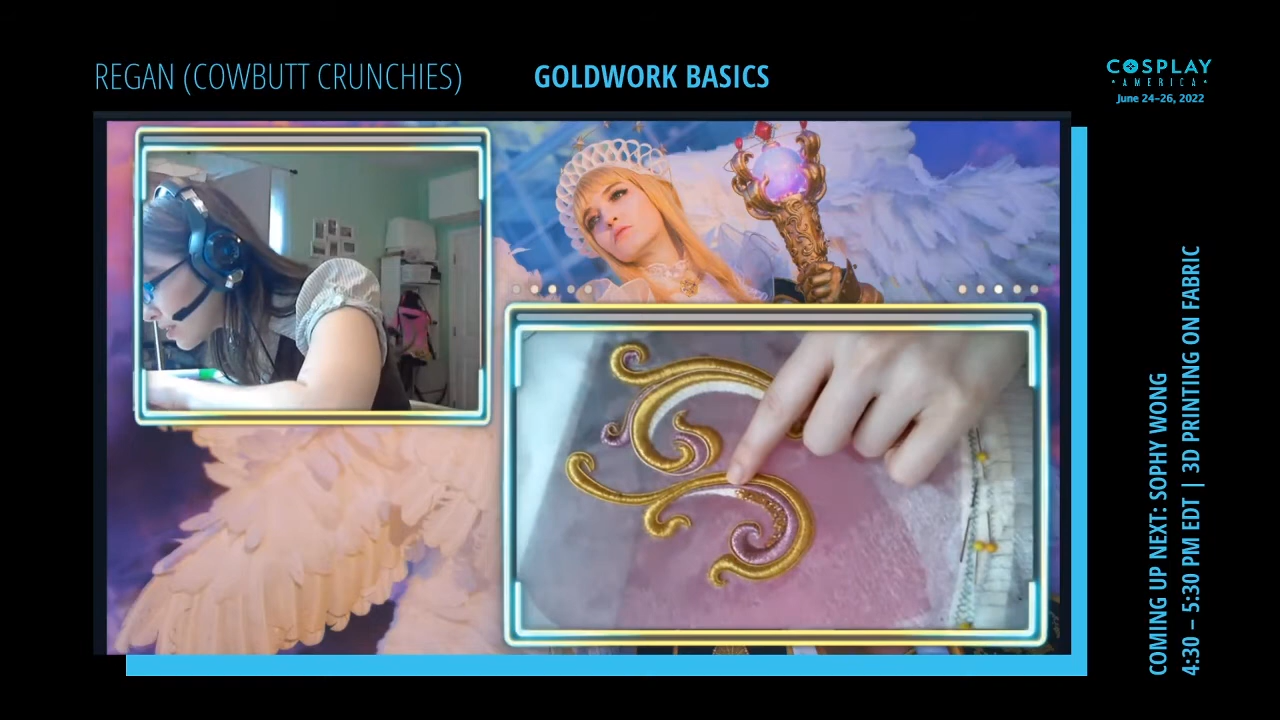 REGAN (COWBUTT CRUNCHIES)
GOLDWORK BASICS
COSPLAY
AMERICA
June 24-26, 2022
COMING UP NEXT: SOPHY WONG
4:30 – 5:30 PM EDT | 3D PRINTING ON FABRIC